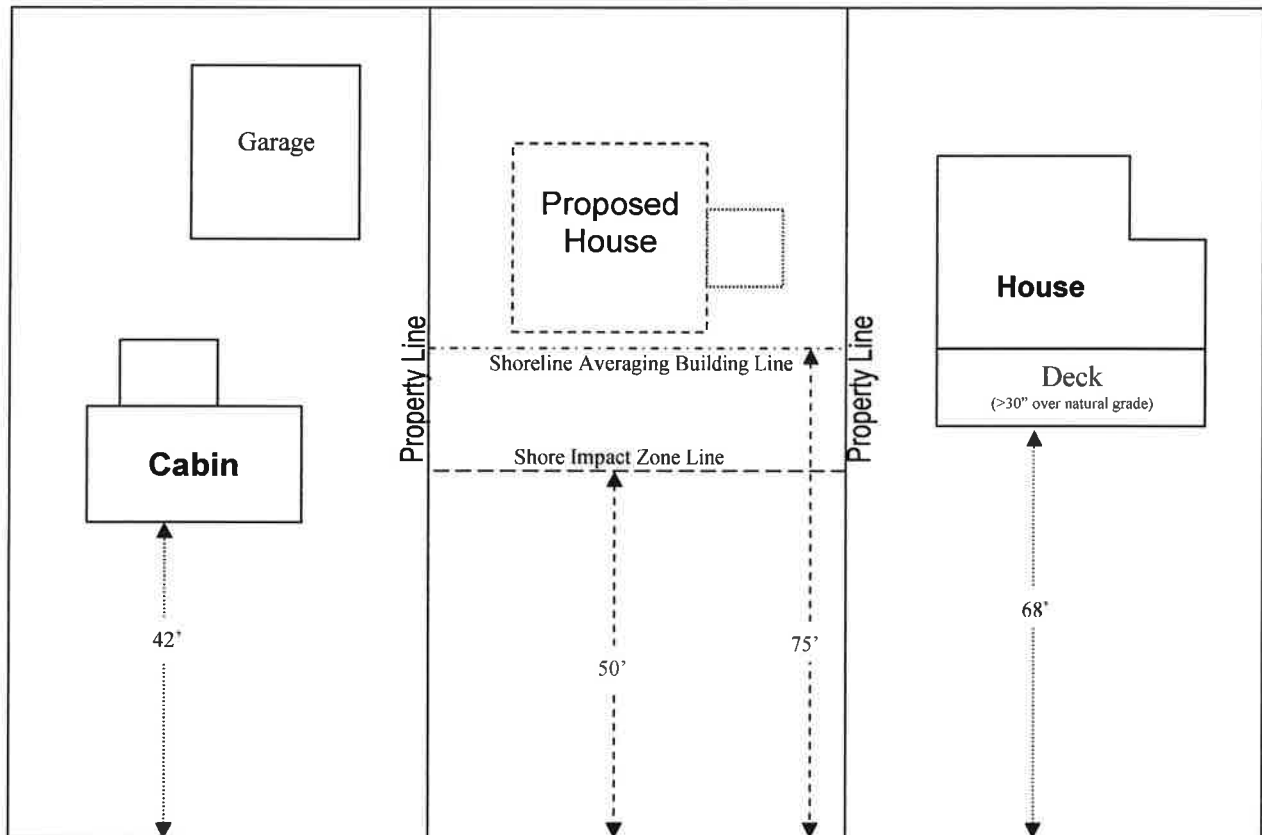 Garage
Proposed
House
House
Property Line
Property Line
Shoreline Averaging Building Line
Deck
(>30” over natural grade)
Cabin
Shore Impact Zone Line
42’
50’
75’
68’